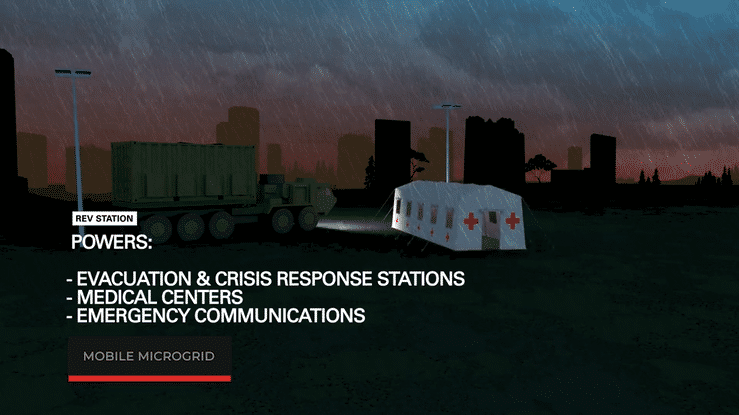 REV STATION
POWERS:
- EVACUATION & CRISIS RESPONSE STATIONS
- MEDICAL CENTERS
- EMERGENCY COMMUNICATIONS
MOBILE MICROGRID